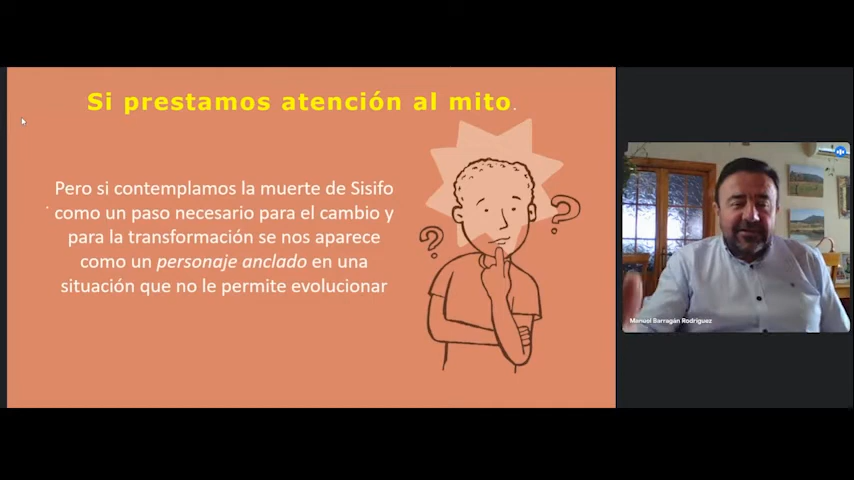 Si prestamos atención al mito.
Pero si contemplamos la muerte de Sisifo
como un paso necesario para el cambio y
para la transformación se nos aparece
como un personaje anclado en una
situación que no le permite evolucionar
? ?
Manuel Barragán Rodríguez